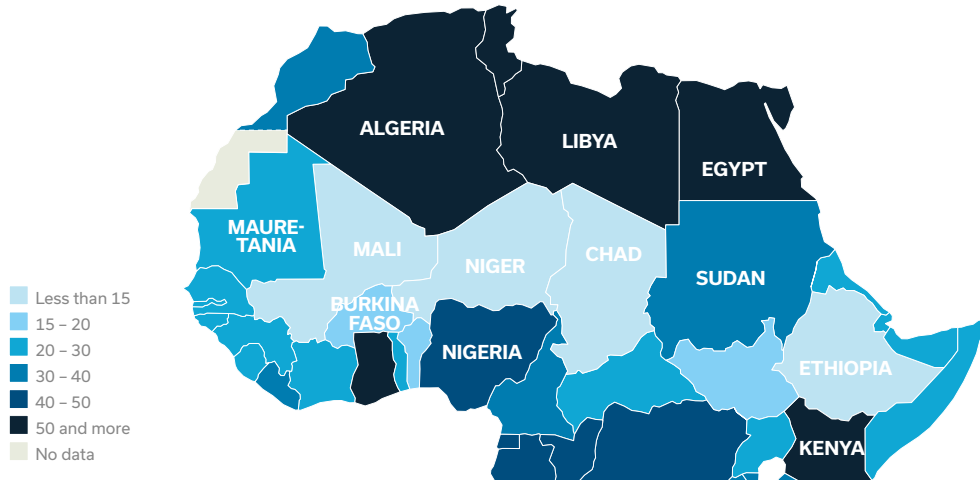 ALGERIA
LIBYA
EGYPT
MAURE-
TANIA
MALI
NIGER
CHAD
SUDAN
BURKINA
FASO
NIGERIA
ETHIOPIA
KENYA
Less than 15
15 – 20
20 – 30
30 – 40
40 – 50
50 and more
No data